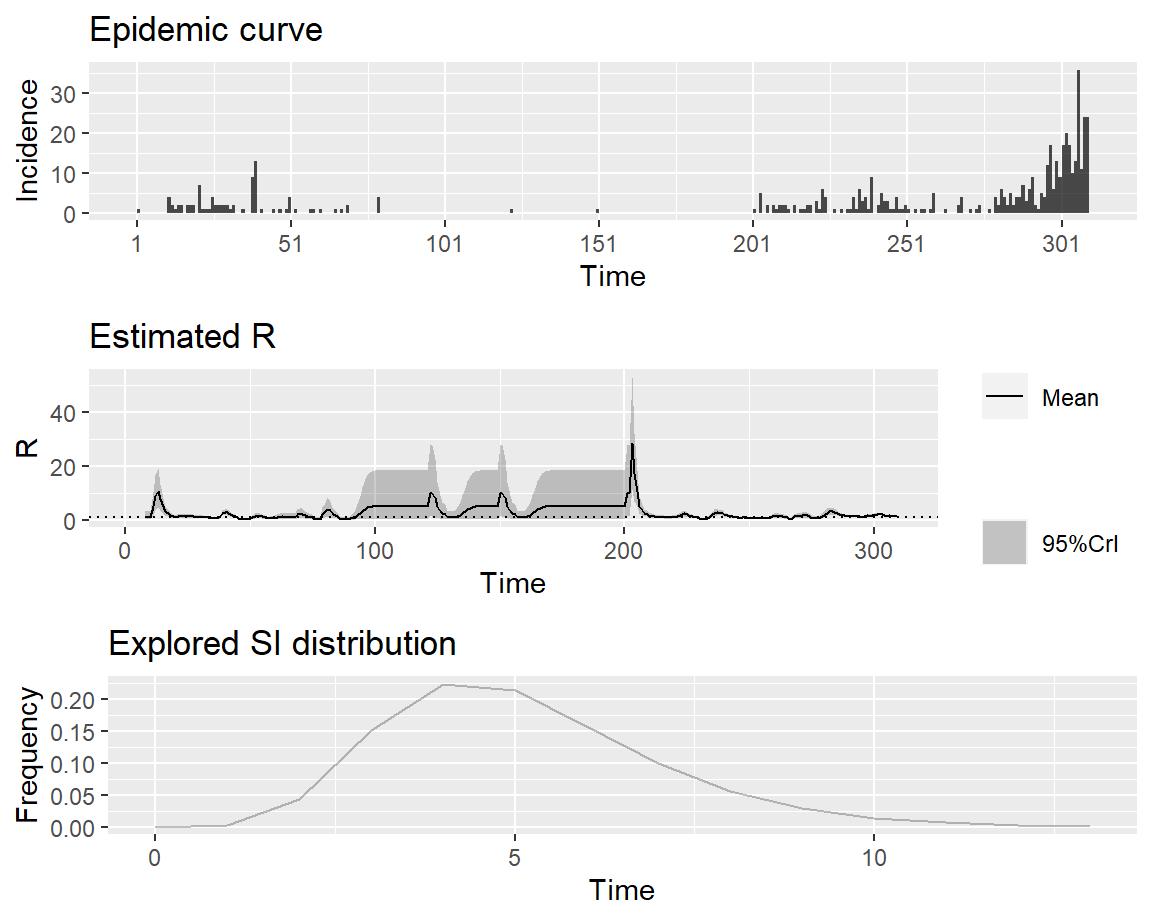 Epidemic curve
Incidence
30
20
10
0
1 51 101 151 201 251 301
Time
Estimated R
R
40
20
0
0 100 200 300
Time
Mean
95%CrI
Explored SI distribution
Frequency
0.20
0.15
0.10
0.05
0.00
0 5 10
Time